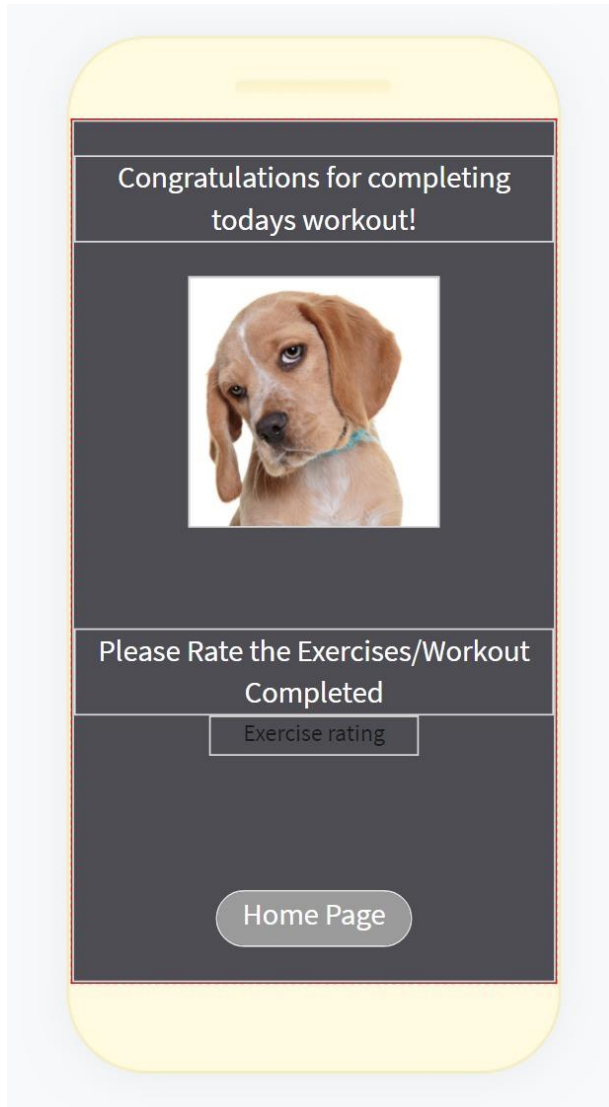 Congratulations for completing
todays workout!
Please Rate the Exercises/Workout
Completed
Exercise rating
Home Page